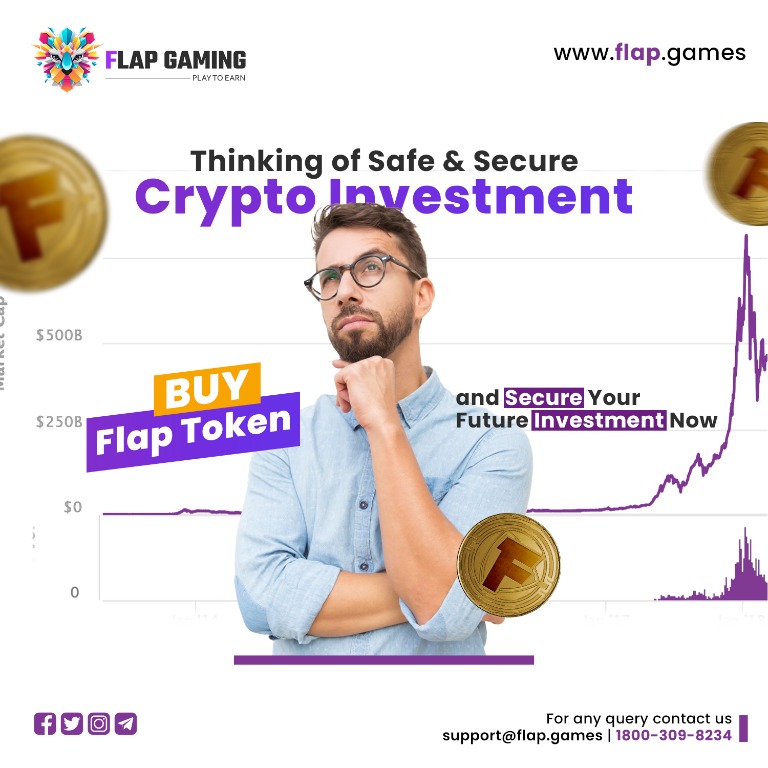 FLAP GAMING
PLAY TO EARN
www.flap.games
Thinking of Safe & Secure
Crypto Investment
Market Cap
$500B
BUY
Flap Token
and Secure Your
Future Investment Now
$250B
$0
0
For any query contact us
support@flap.games | 1800-309-8234